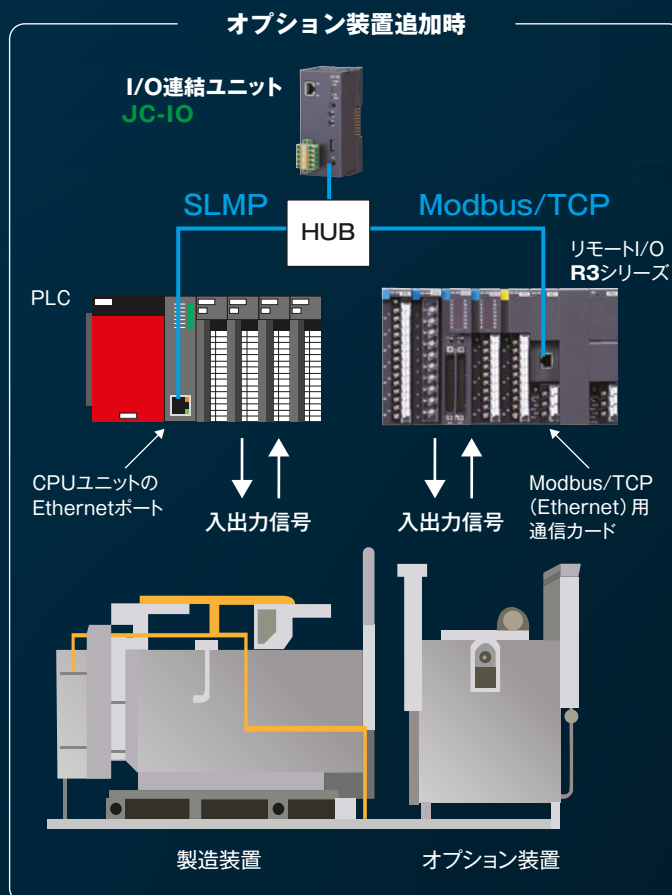 オプション装置追加時
I/O連結ユニット
JC-IO
SLMP
HUB
Modbus/TCP
リモートI/O
R3シリーズ
PLC
CPUユニットの
Ethernetポート
入出力信号
入出力信号
Modbus/TCP
(Ethernet)用
通信カード
製造装置
オプション装置